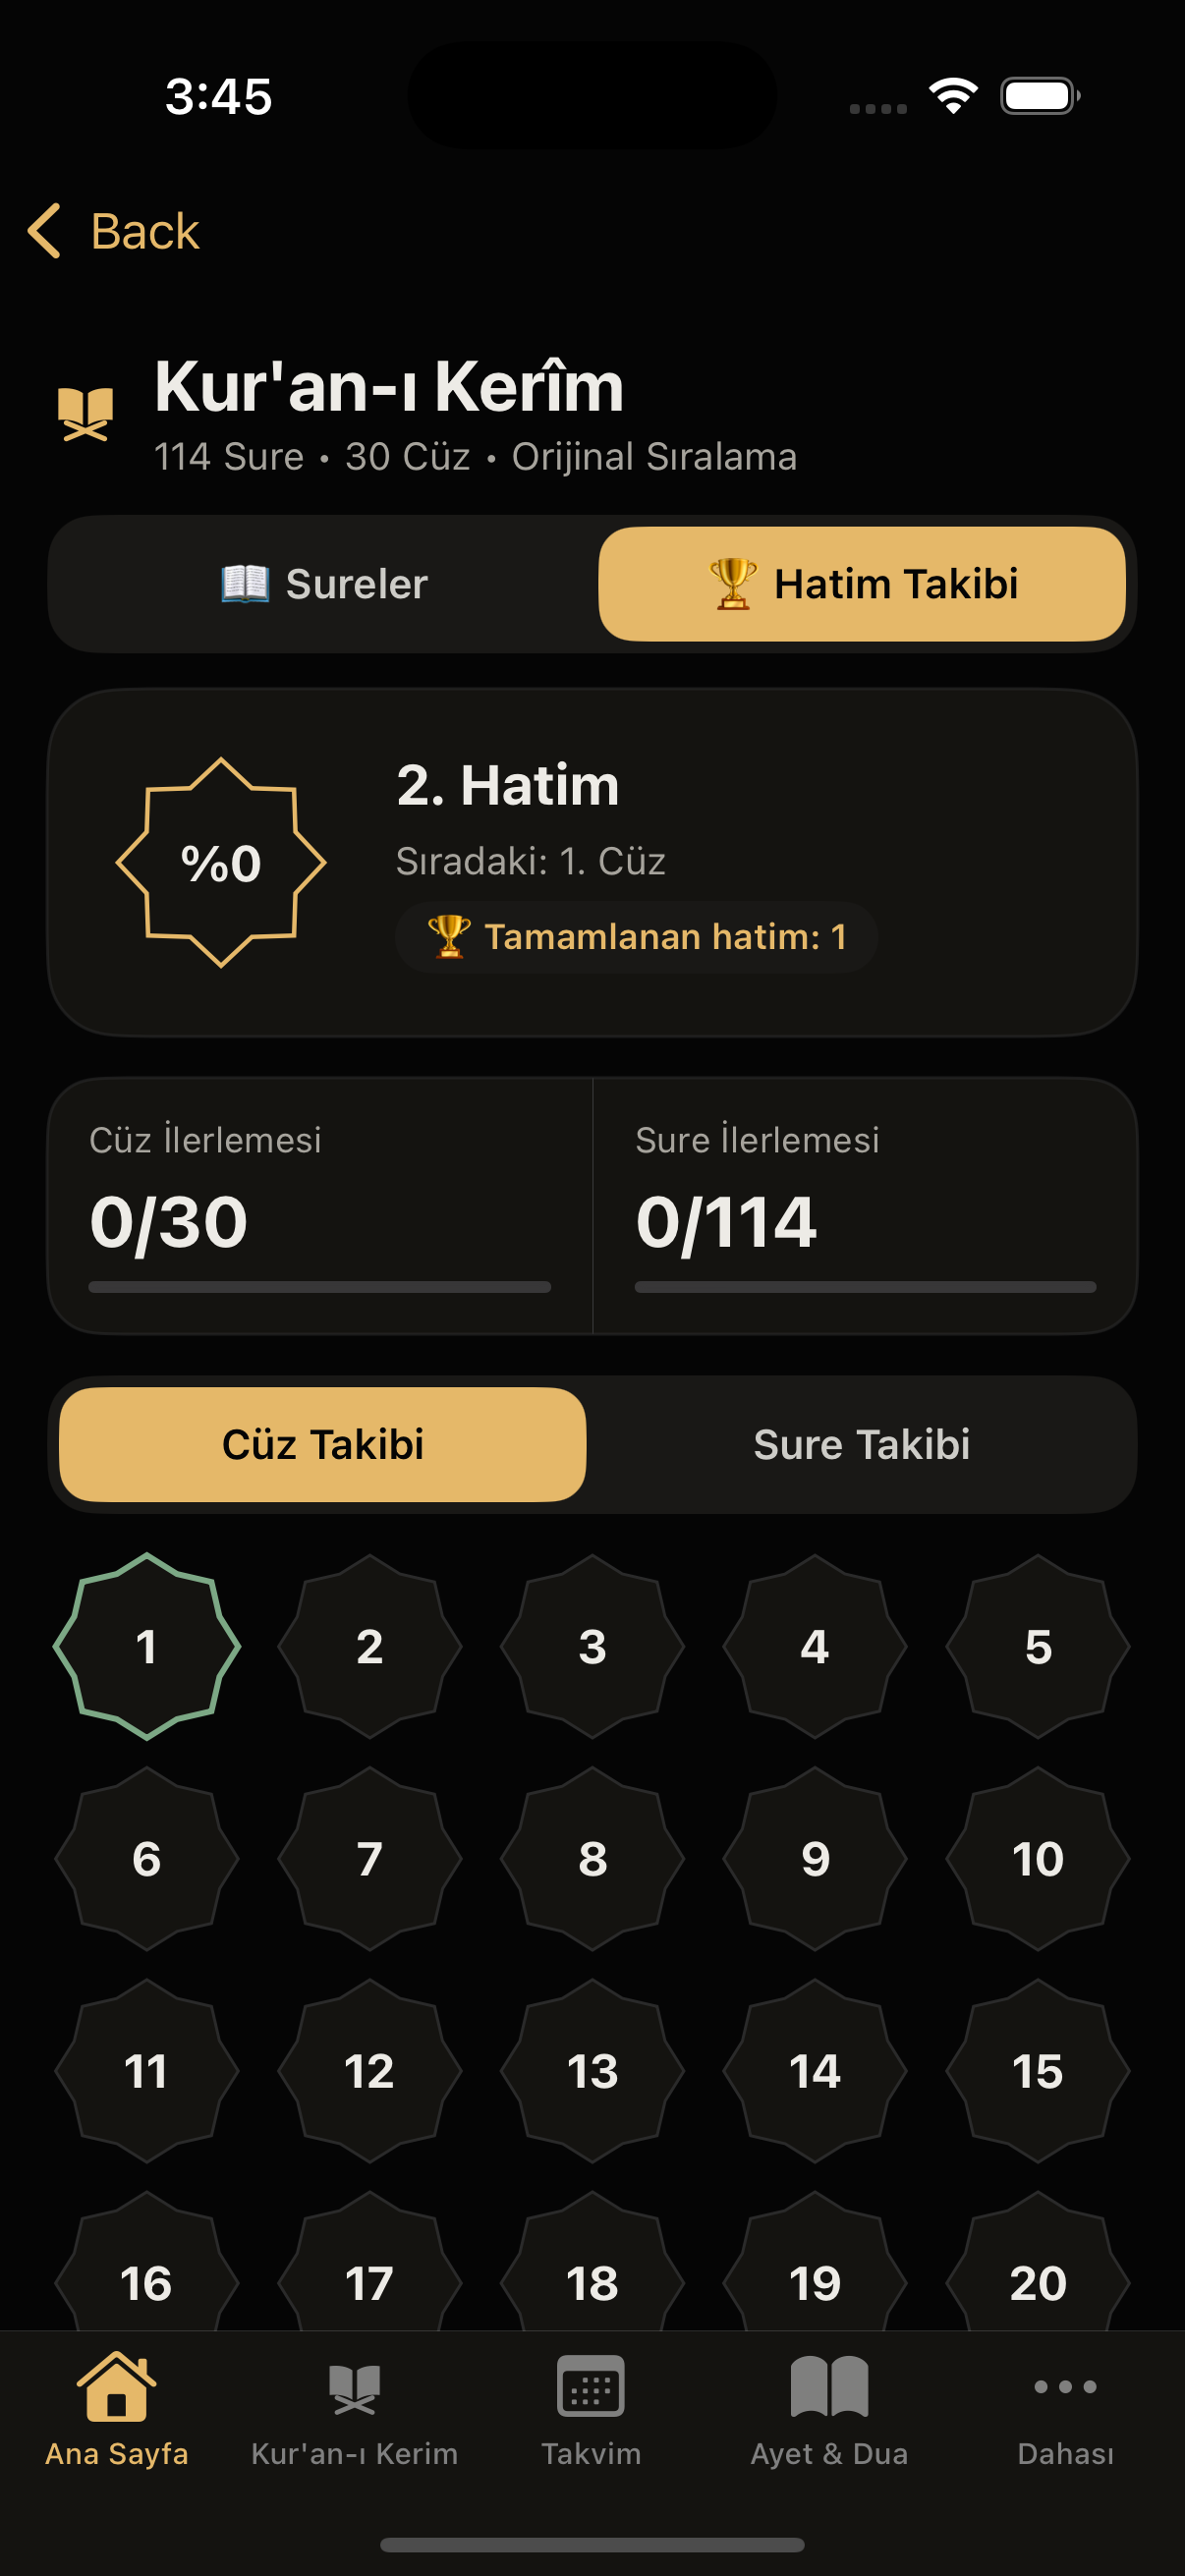 3:45
Back
Kur'an-ı Kerîm
114 Sure • 30 Cüz • Orijinal Sıralama
Sureler
Hatim Takibi
%0
2. Hatim
Sıradaki: 1. Cüz
Tamamlanan hatim: 1
Cüz İlerlemesi
0/30
Sure İlerlemesi
0/114
Cüz Takibi
Sure Takibi
1 2 3 4 5
6 7 8 9 10
11 12 13 14 15
16 17 18 19 20
Ana Sayfa
Kur'an-ı Kerim
Takvim
Ayet & Dua
Dahası